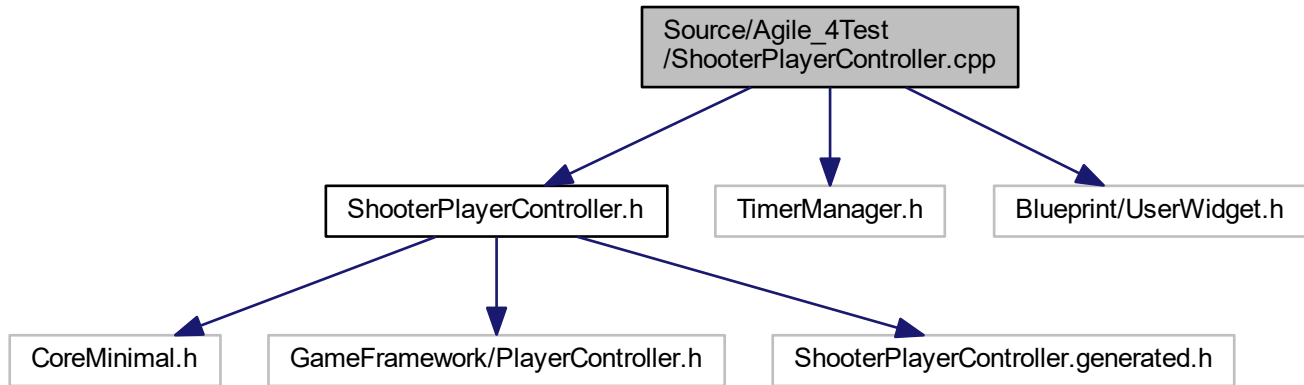 Source/Agile_4Test
/ShooterPlayerController.cpp
ShooterPlayerController.h
TimerManager.h
Blueprint/UserWidget.h
CoreMinimal.h
GameFramework/PlayerController.h
ShooterPlayerController.generated.h